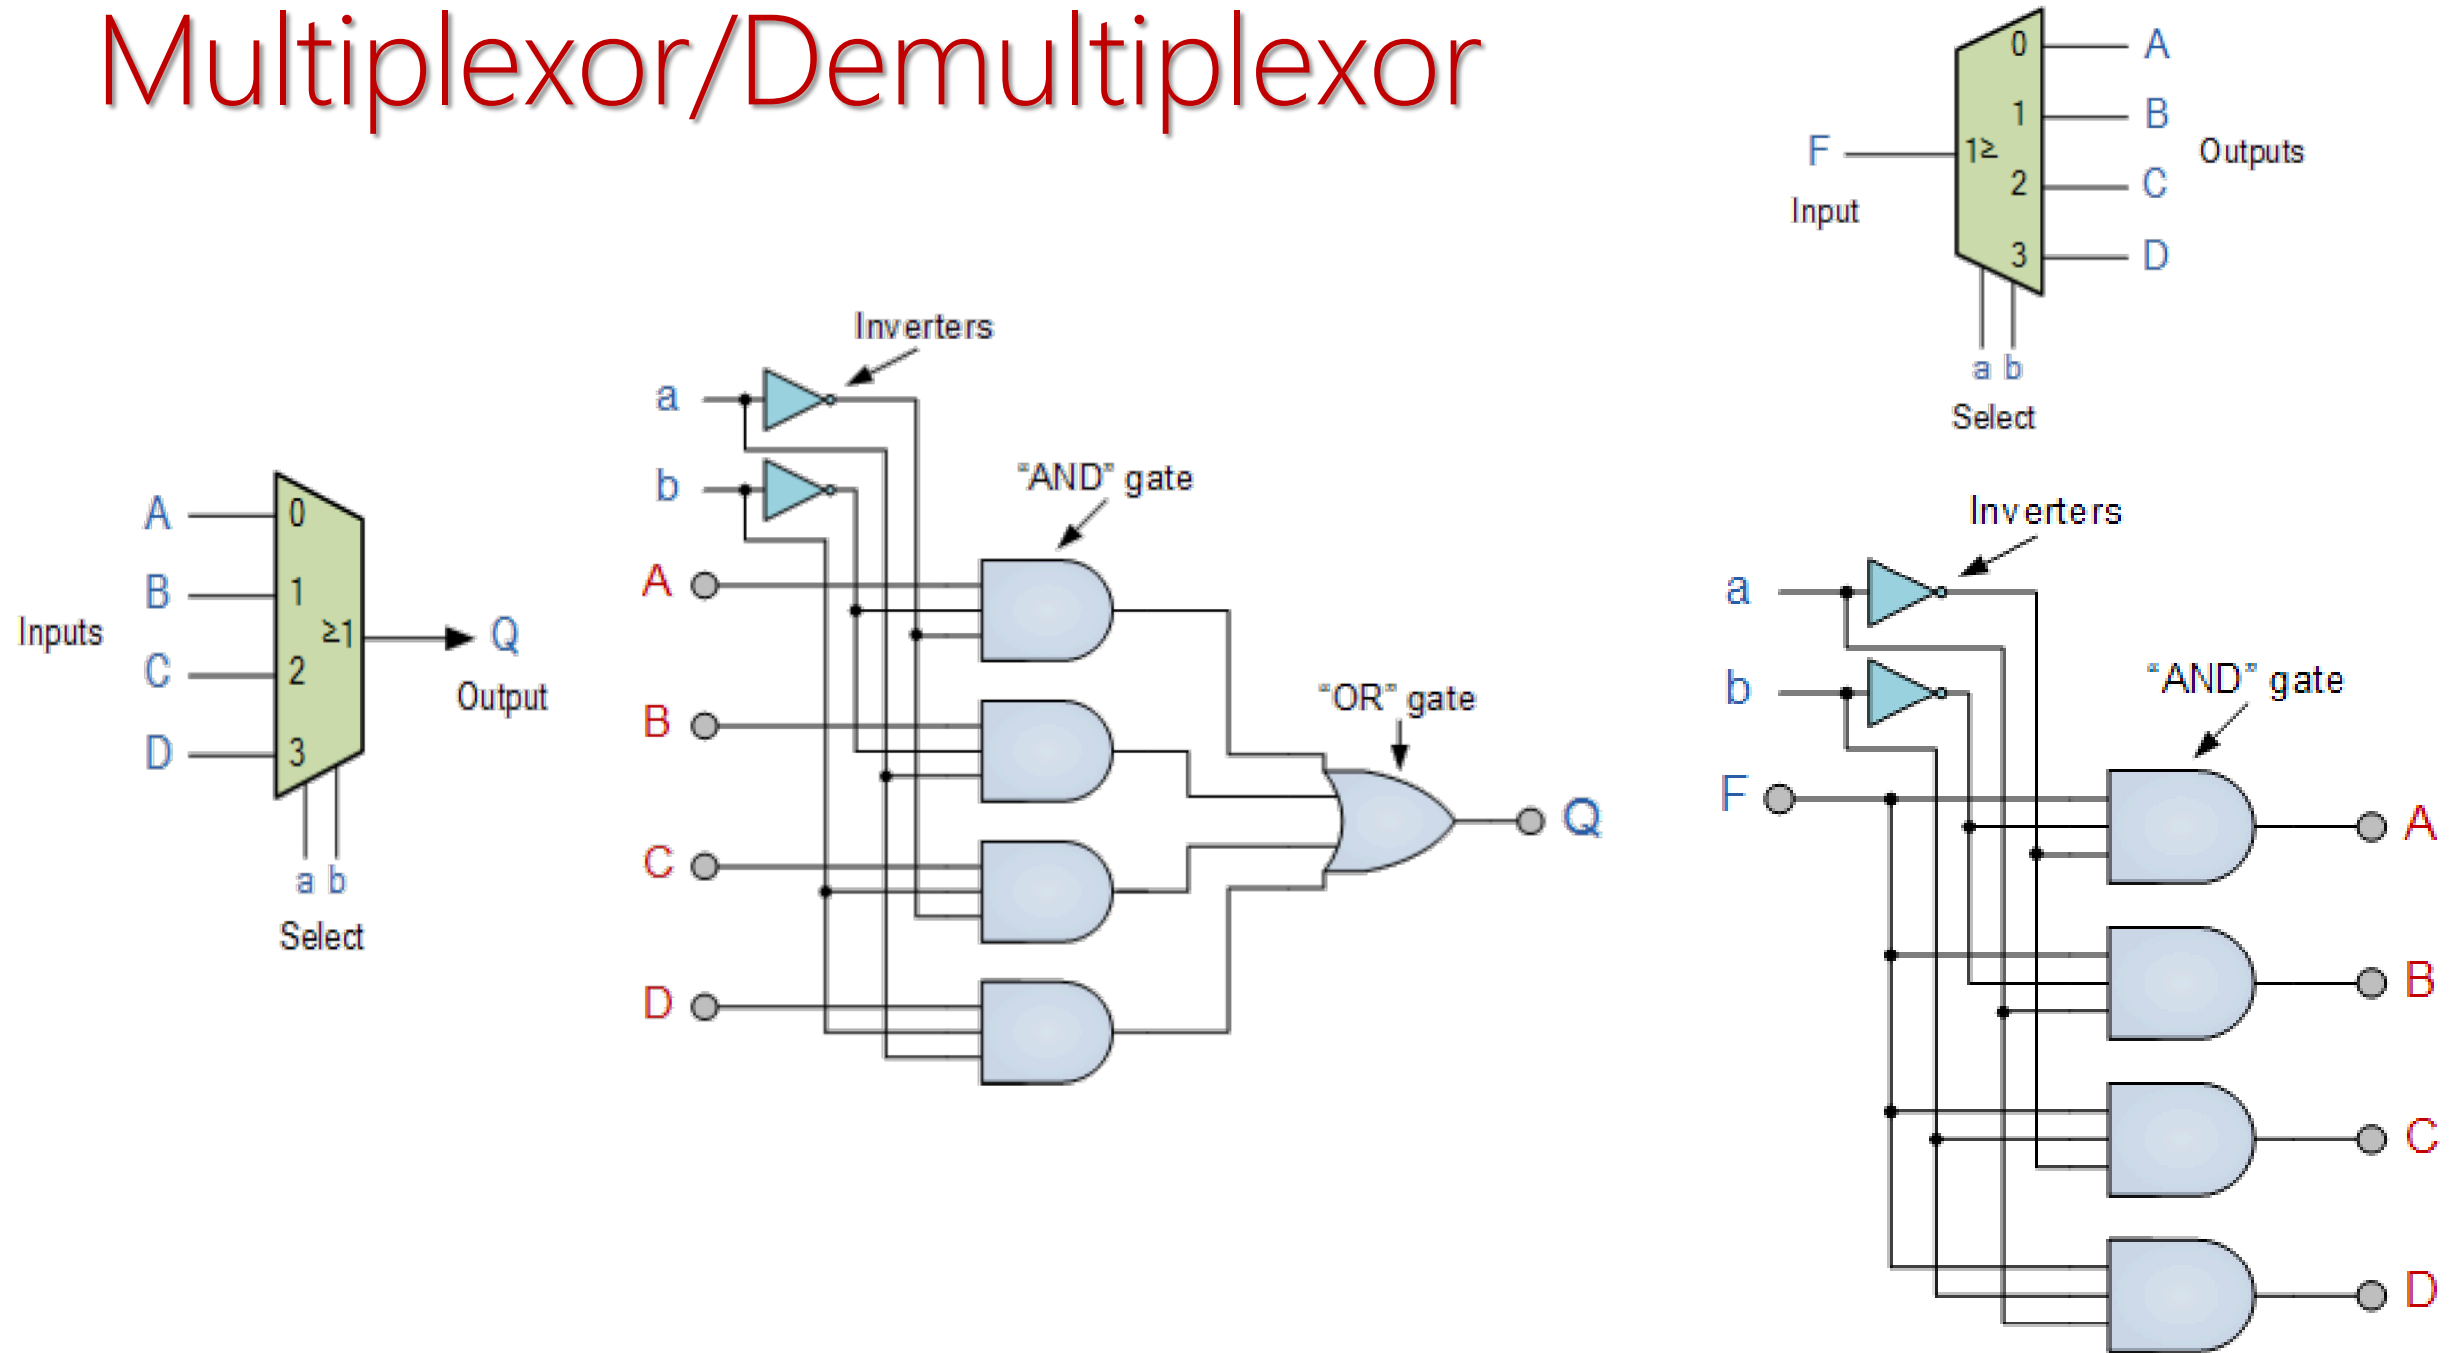 Multiplexor/Demultiplexor
A
B
C
D
Inputs
0
1
2
3
≥1
Q
Output
a b
Select
Inverters
a
b
"AND" gate
A
B
C
D
"OR" gate
Q
F
Input
1≥
0
1
2
3
A
B
C
D
Outputs
a b
Select
Inverters
a
b
"AND" gate
F
A
B
C
D